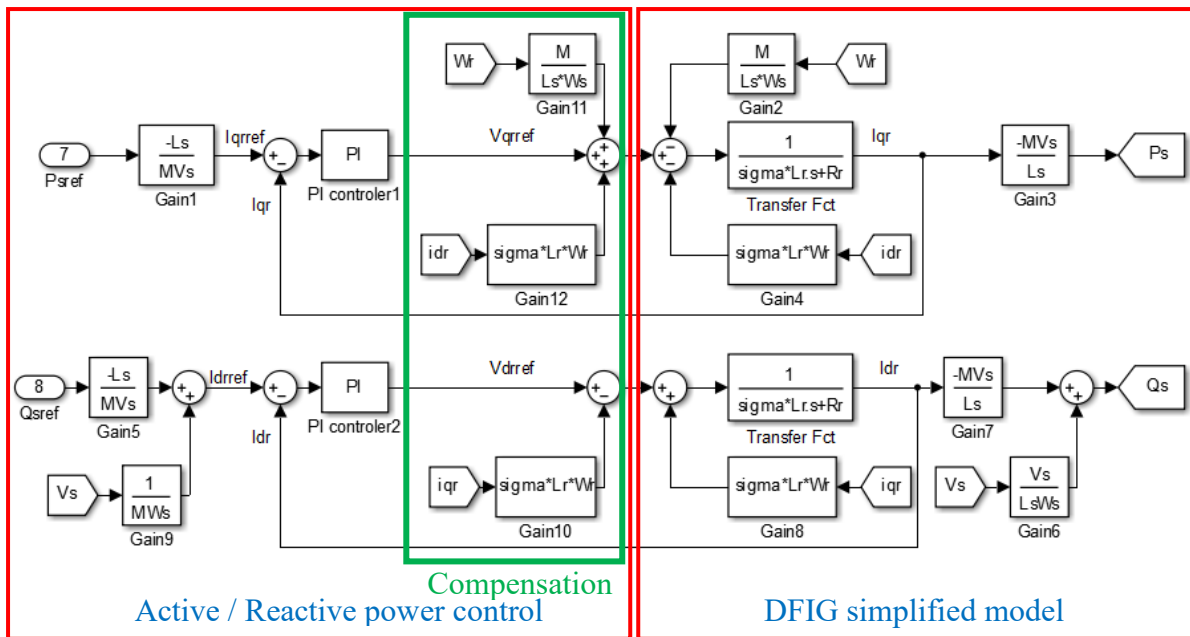 Wr
M
Ls*Ws
Gain11
M
Ls*Ws
Gain2
Wr
7
Psref
-Ls
MVs
Gain1
Iqrref
PI
PI controler1
Vqrref
1
sigma*Lr.s+Rr
Transfer Fct
Iqr
-MVs
Ls
Gain3
Ps
Iqr
idr
sigma*Lr*Wr
Gain12
sigma*Lr*Wr
Gain4
idr
8
Qsref
-Ls
MVs
Gain5
Idrref
PI
PI controler2
Vdrref
1
sigma*Lr.s+Rr
Transfer Fct
Idr
-MVs
Ls
Gain7
Qs
Idr
Vs
1
MWs
Gain9
iqr
sigma*Lr*Wr
Gain10
sigma*Lr*Wr
Gain8
iqr
Vs
Vs
LsWs
Gain6
Compensation
Active / Reactive power control
DFIG simplified model